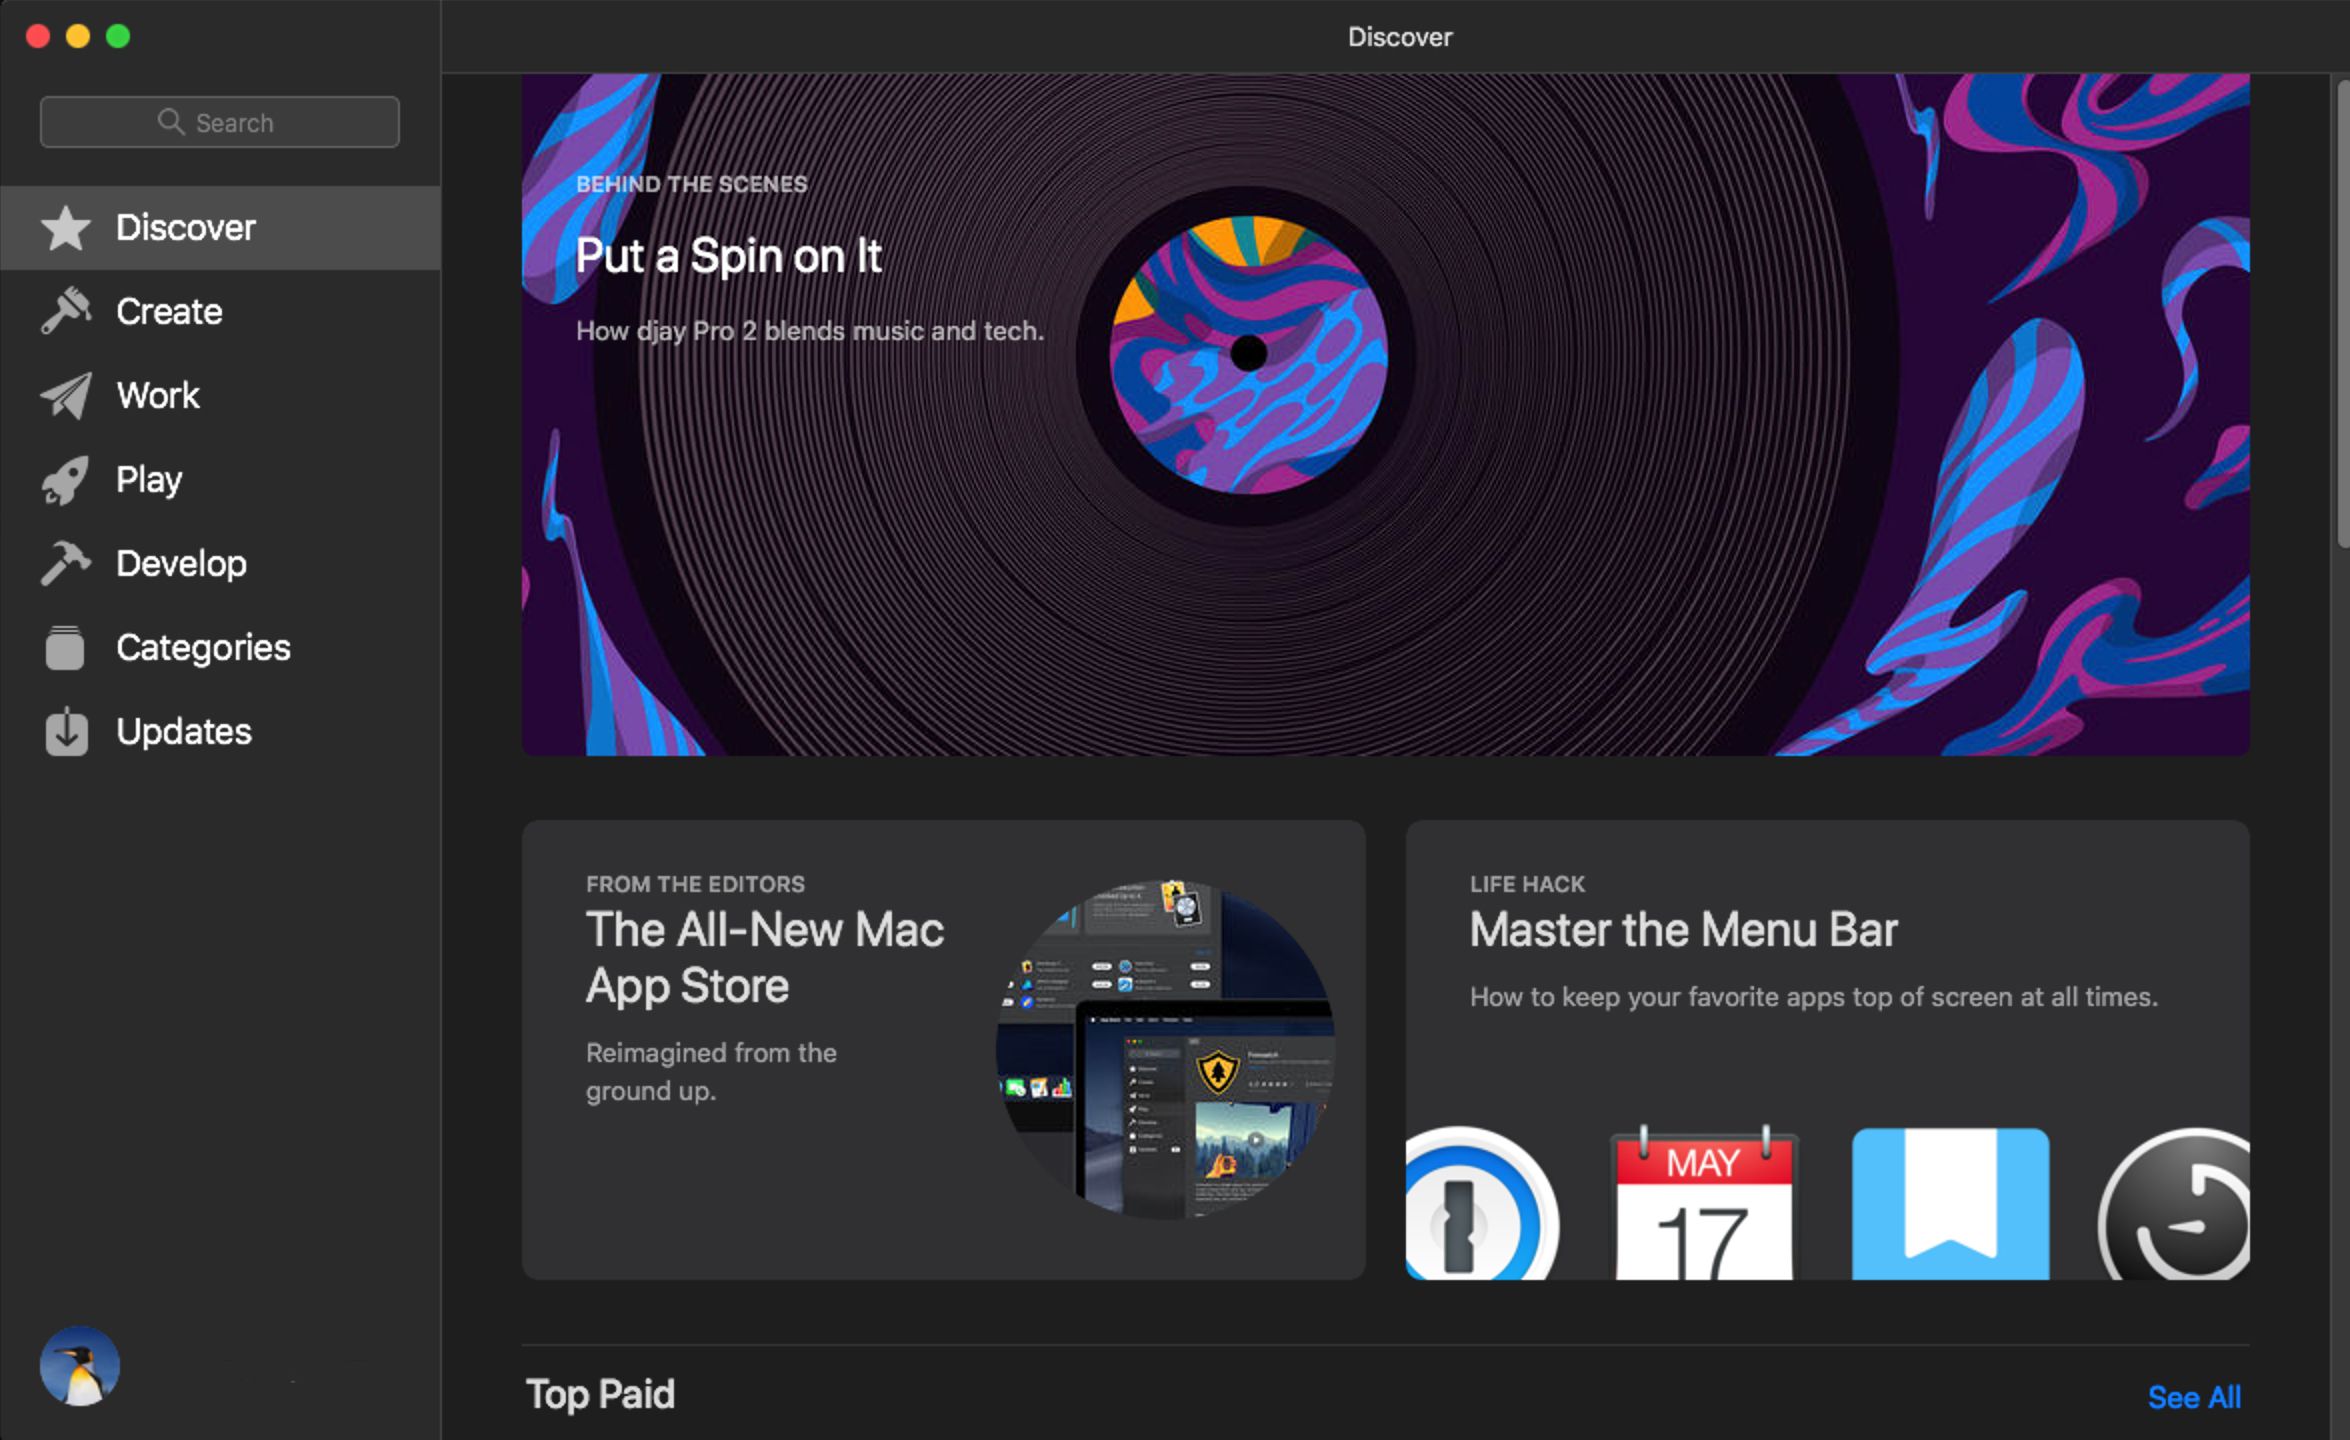 Discover
Search
Discover
Create
Work
Play
Develop
Categories
Updates
BEHIND THE SCENES
Put a Spin on It
How djay Pro 2 blends music and tech.
FROM THE EDITORS
The All-New Mac
App Store
Reimagined from the
ground up.
LIFE HACK
Master the Menu Bar
How to keep your favorite apps top of screen at all times.
MAY
17
Top Paid
See All